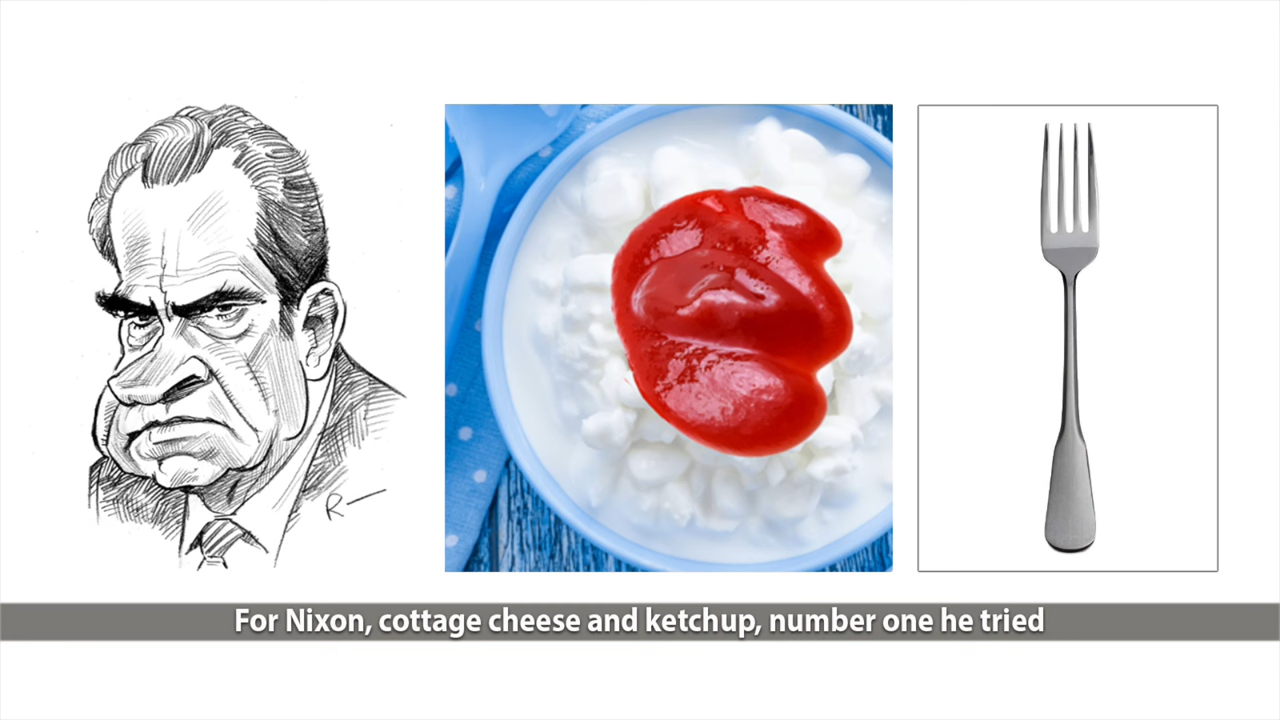 R
For Nixon, cottage cheese and ketchup, number one he tried